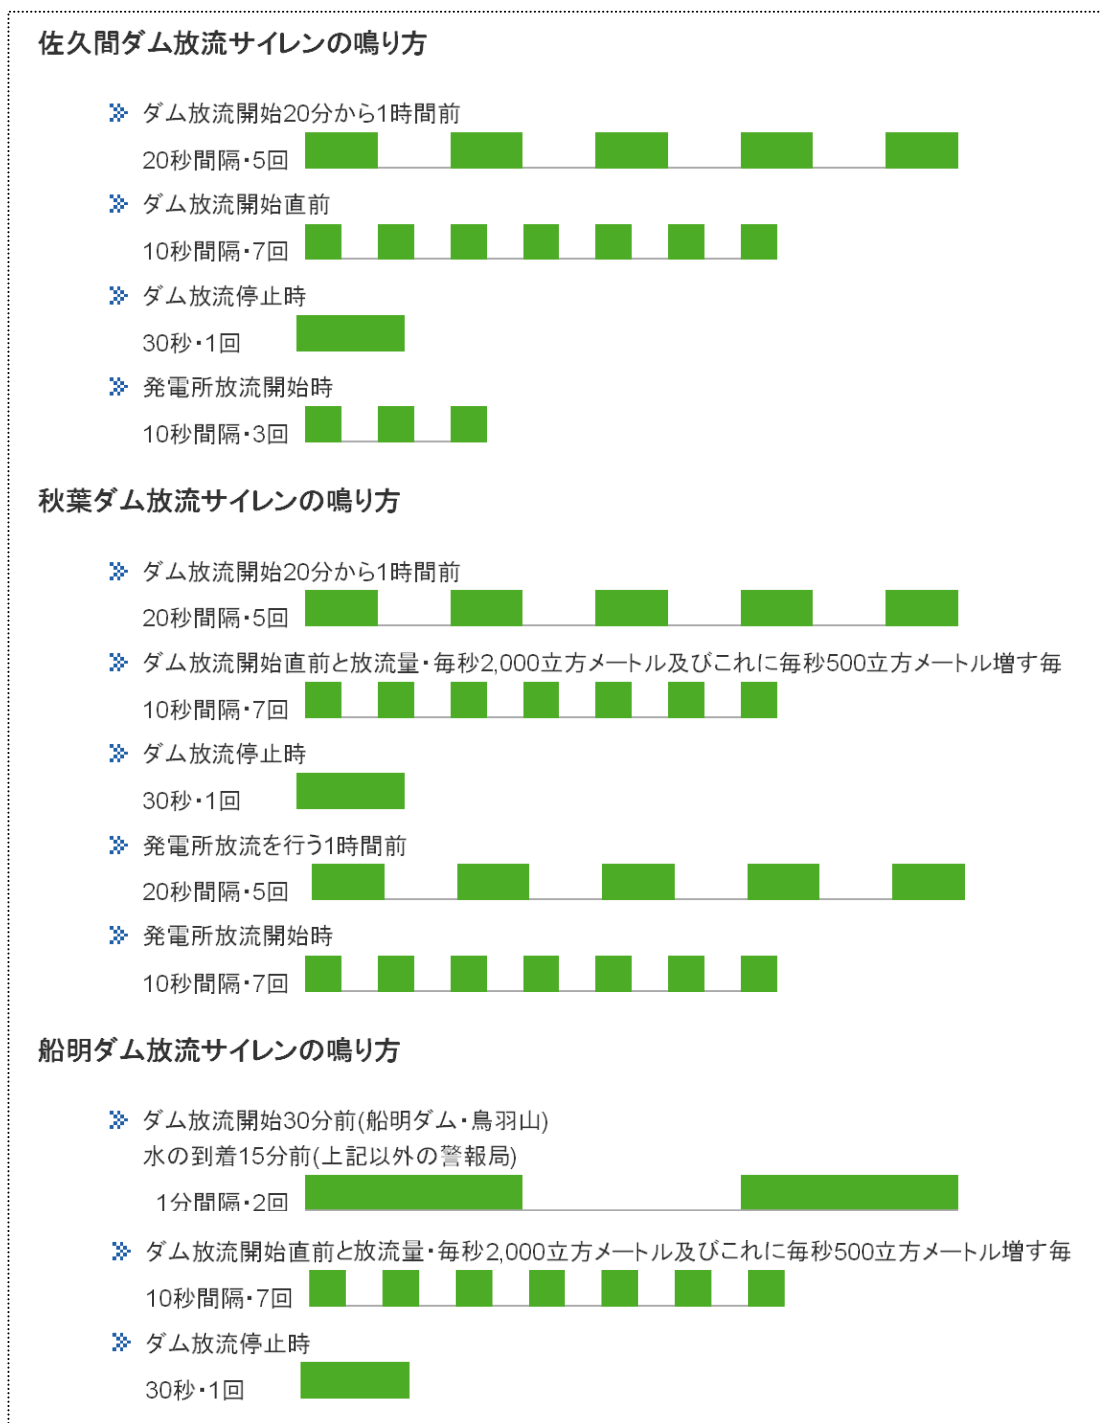 佐久間ダム放流サイレンの鳴り方
ダム放流開始20分から1時間前
20秒間隔・5回
ダム放流開始直前
10秒間隔・7回
ダム放流停止時
30秒・1回
発電所放流開始時
10秒間隔・3回
秋葉ダム放流サイレンの鳴り方
ダム放流開始20分から1時間前
20秒間隔・5回
ダム放流開始直前と放流量・毎秒2,000立方メートル及びこれに毎秒500立方メートル増す毎
10秒間隔・7回
ダム放流停止時
30秒・1回
発電所放流を行う1時間前
20秒間隔・5回
発電所放流開始時
10秒間隔・7回
船明ダム放流サイレンの鳴り方
ダム放流開始30分前(船明ダム・鳥羽山)
水の到着15分前(上記以外の警報局)
1分間隔・2回
ダム放流開始直前と放流量・毎秒2,000立方メートル及びこれに毎秒500立方メートル増す毎
10秒間隔・7回
ダム放流停止時
30秒・1回